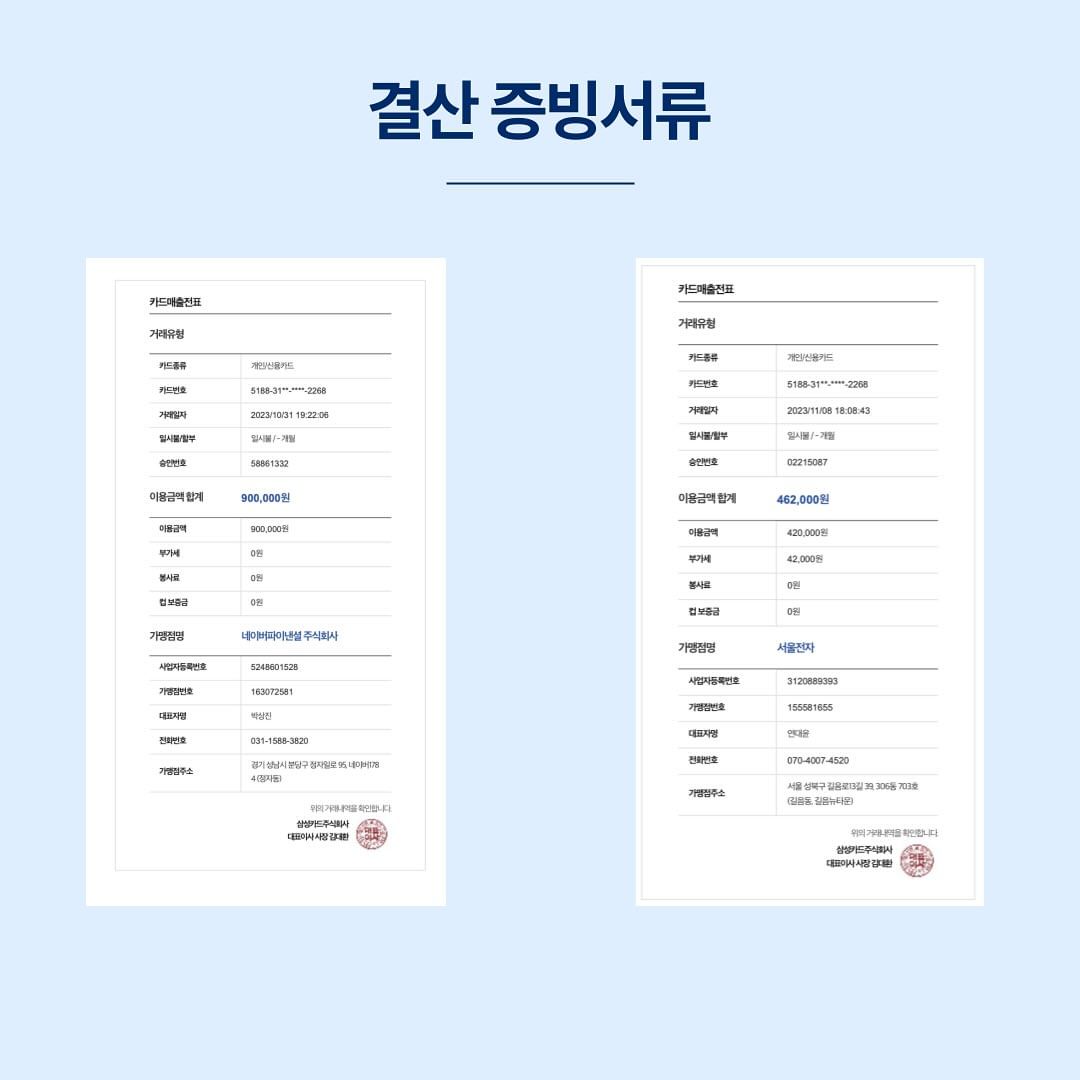 결산 증빙서류
카드매출전표
거래유형
카드종류 개인/신용카드
카드번호 5188-31**-****-2268
거래일자 2023/10/31 19:22:06
일시불/할부 일시불 / - 개월
승인번호 58861332
이용금액 합계 900,000원
이용금액 900,000원
부가세 0원
봉사료 0원
컵 보증금 0원
가맹점명 네이버파이낸셜 주식회사
사업자등록번호 5248601528
가맹점번호 163072581
대표자명 박상진
전화번호 031-1588-3820
가맹점주소 경기 성남시 분당구 정자일로 95, 네이버178
4 (정자동)
위의 거래내역을 확인합니다.
삼성카드주식회사
대표이사 사장 김대환
카드매출전표
거래유형
카드종류 개인/신용카드
카드번호 5188-31**-****-2268
거래일자 2023/11/08 18:08:43
일시불/할부 일시불 / - 개월
승인번호 02215087
이용금액 합계 462,000원
이용금액 420,000원
부가세 42,000원
봉사료 0원
컵 보증금 0원
가맹점명 서울전자
사업자등록번호 3120889393
가맹점번호 155581655
대표자명 연대윤
전화번호 070-4007-4520
가맹점주소 서울 성북구 길음로13길 39, 306동 703호
(길음동, 길음뉴타운)
위의 거래내역을 확인합니다.
삼성카드주식회사
대표이사 사장 김대환